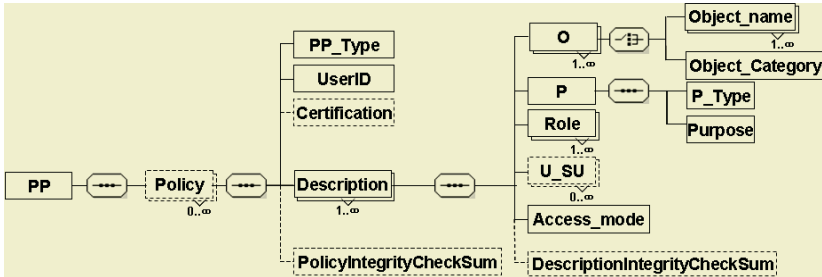 Object_name
O
1..∞
1..∞
PP_Type
Object_Category
UserID
P
P_Type
Certification
Role
Purpose
1..∞
PP
Policy
Description
U_SU
0..∞
1..∞
0..∞
Access_mode
PolicyIntegrityCheckSum
DescriptionIntegrityCheckSum